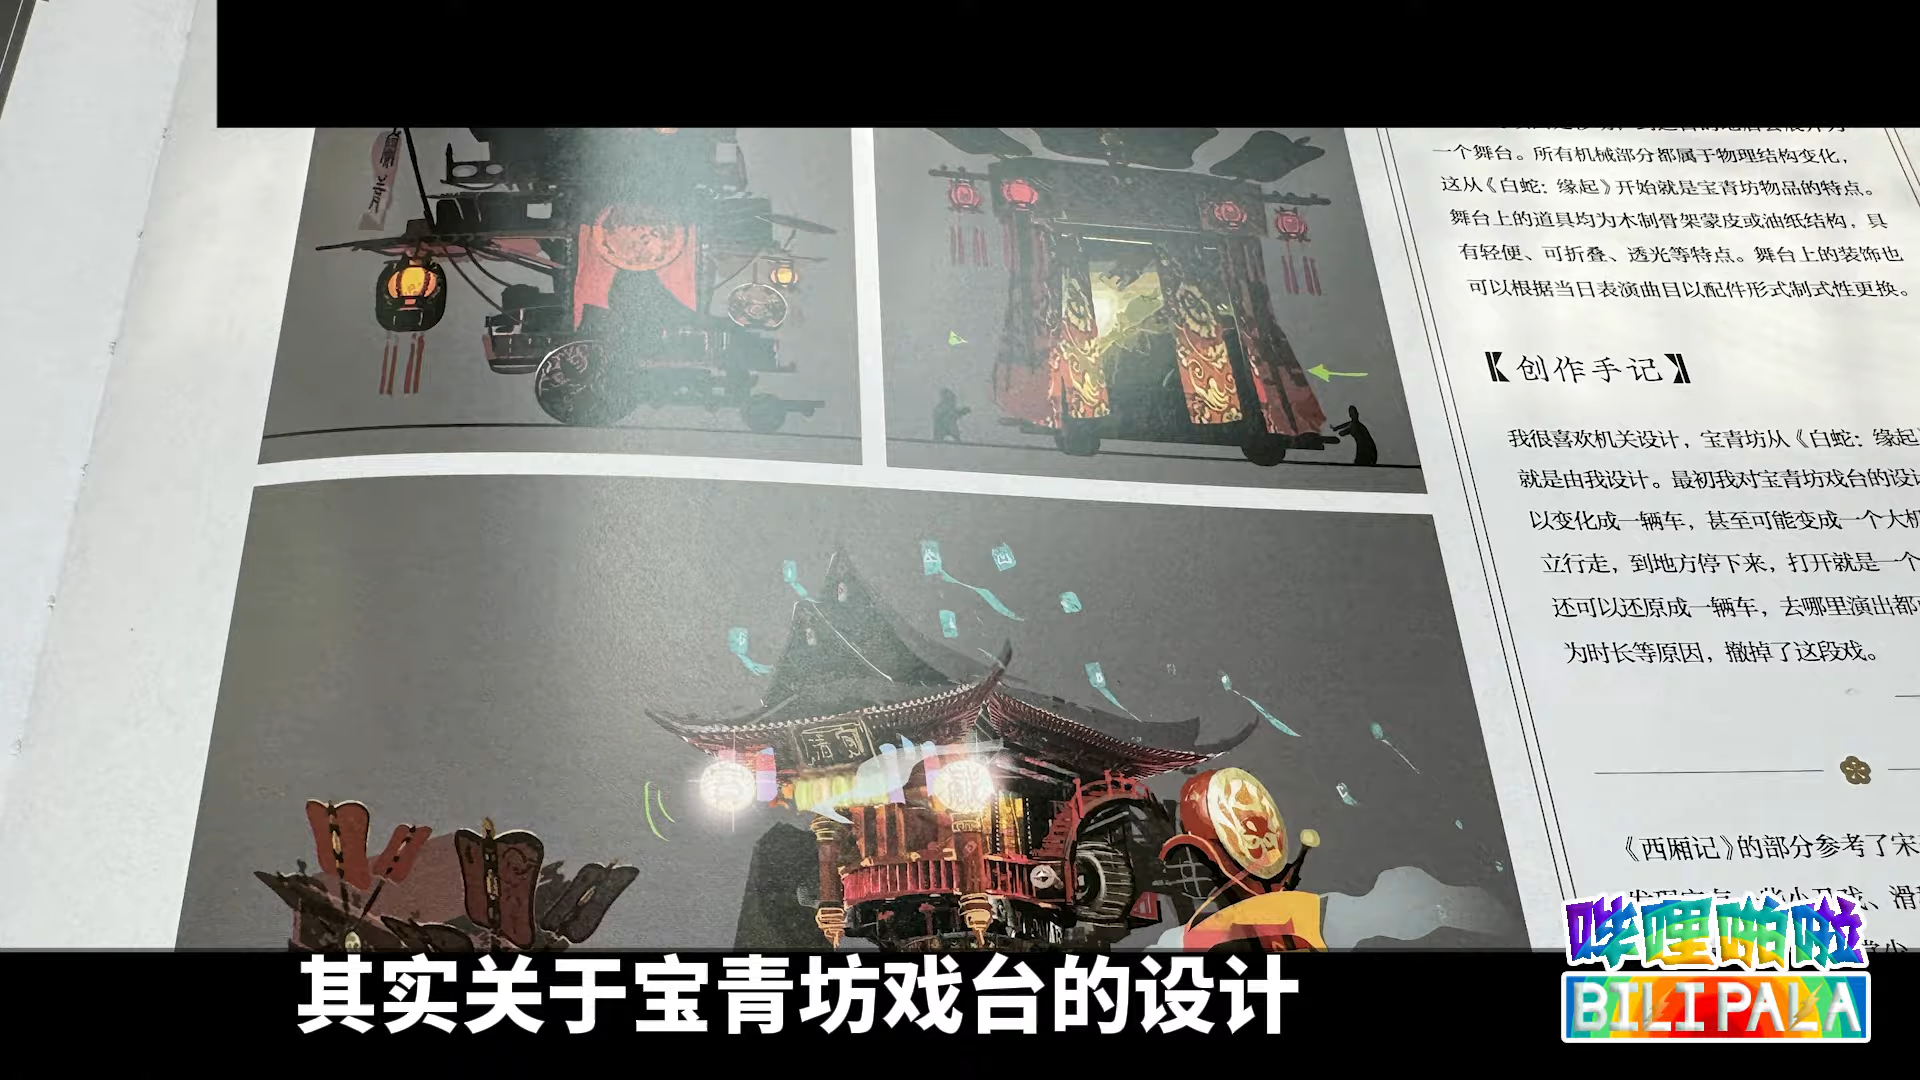 一个舞台。所有机械部分都属于物理结构变化，
这从《白蛇：缘起》开始就是宝青坊物品的特点。
舞台上的道具均为木制骨架蒙皮或油纸结构，具
有轻便、可折叠、透光等特点。舞台上的装饰也
可以根据当日表演曲目以配件形式制式性更换。
【创作手记】
我很喜欢机关设计，宝青坊从《白蛇：缘起
就是由我设计。最初我对宝青坊戏台的设
以变化成一辆车，甚至可能变成一个大机
立行走，到地方停下来，打开就是一个
还可以还原成一辆车，去哪里演出都
为时长等原因，撤掉了这段戏。
《西厢记》的部分参考了宋
其实关于宝青坊戏台的设计
哔哩啪啦
BILIPALA